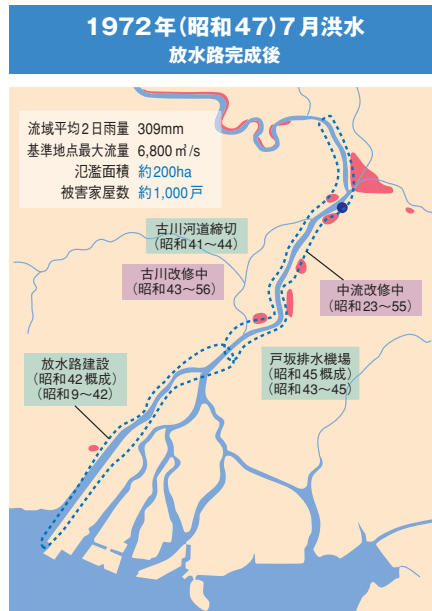 1972年(昭和47)7月洪水
放水路完成後
流域平均2日雨量 309mm
基準地点最大流量 6,800㎥/s
氾濫面積 約200ha
被害家屋数 約1,000戸
古川河道締切
(昭和41～44)
古川改修中
(昭和43～56)
中流改修中
(昭和23～55)
放水路建設
(昭和42概成)
(昭和9～42)
戸坂排水機場
(昭和45概成)
(昭和43～45)